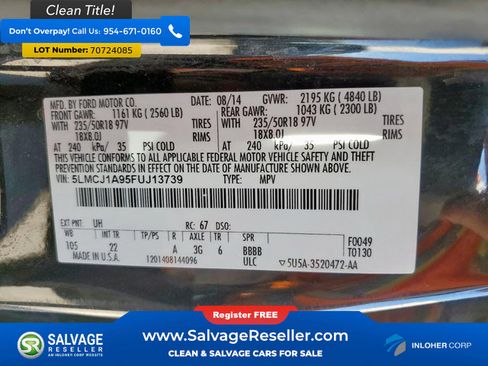 Clean Title!
Don't Overpay! Call Us: 954-671-0160
LOT Number: 70724085
MFD. BY FORD MOTOR CO.
DATE: 08/14 GVWR: 2195 KG ( 4840 LB)
FRONT GAWR: 1161 KG ( 2560 LB)
REAR GAWR: 1043 KG ( 2300 LB)
WITH 235/50R18 97V TIRES
WITH 235/50R18 97V TIRES
18X8.0J RIMS
18X8.0J RIMS
AT 240 kPa/ 35 PSI COLD
AT 240 kPa/ 35 PSI COLD
THIS VEHICLE CONFORMS TO ALL APPLICABLE FEDERAL MOTOR VEHICLE SAFETY AND THEFT
PREVENTION STANDARDS IN EFFECT ON THE DATE OF MANUFACTURE SHOWN ABOVE.
5LMCJ1A95FUJ13739 TYPE: MPV
EXT PNT: UH RC: 67 DSO:
WB INT TR TP/PS R AXLE TR SPR F0049
105 22 A 3G 6 BBBB T0130
MADE IN U.S.A. ULC
1201408144096 5U5A-3520472-AA
Register FREE!
SALVAGE
RESELLER
AN INLOHER CORP WEBSITE
www.SalvageReseller.com
CLEAN & SALVAGE CARS FOR SALE
INLOHER CORP